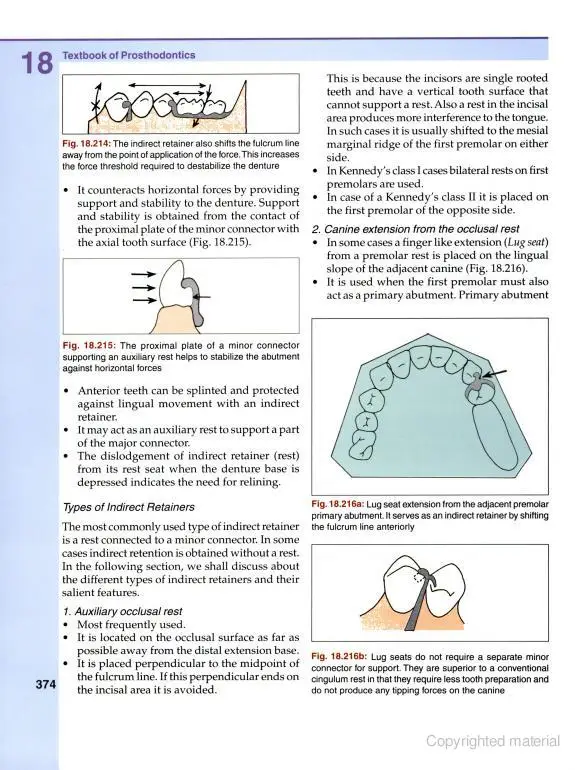 18
Textbook of Prosthodontics
Fig. 18.214: The indirect retainer also shifts the fulcrum line
away from the point of application of the force. This increases
the force threshold required to destabilize the denture
• It counteracts horizontal forces by providing
support and stability to the denture. Support
and stability is obtained from the contact of
the proximal plate of the minor connector with
the axial tooth surface (Fig. 18.215).
Fig. 18.215: The proximal plate of a minor connector
supporting an auxiliary rest helps to stabilize the abutment
against horizontal forces
• Anterior teeth can be splinted and protected
against lingual movement with an indirect
retainer.
• It may act as an auxiliary rest to support a part
of the major connector.
• The dislodgement of indirect retainer (rest)
from its rest seat when the denture base is
depressed indicates the need for relining.
Types of Indirect Retainers
The most commonly used type of indirect retainer
is a rest connected to a minor connector. In some
cases indirect retention is obtained without a rest.
In the following section, we shall discuss about
the different types of indirect retainers and their
salient features.
1. Auxiliary occlusal rest
• Most frequently used.
• It is located on the occlusal surface as far as
possible away from the distal extension base.
• It is placed perpendicular to the midpoint of
the fulcrum line. If this perpendicular ends on
the incisal area it is avoided.
374
This is because the incisors are single rooted
teeth and have a vertical tooth surface that
cannot support a rest. Also a rest in the incisal
area produces more interference to the tongue.
In such cases it is usually shifted to the mesial
marginal ridge of the first premolar on either
side.
• In Kennedy's class I cases bilateral rests on first
premolars are used.
• In case of a Kennedy's class II it is placed on
the first premolar of the opposite side.
2. Canine extension from the occlusal rest
• In some cases a finger like extension (Lug seat)
from a premolar rest is placed on the lingual
slope of the adjacent canine (Fig. 18.216).
• It is used when the first premolar must also
act as a primary abutment. Primary abutment
Fig. 18.216a: Lug seat extension from the adjacent premolar
primary abutment. It serves as an indirect retainer by shifting
the fulcrum line anteriorly
Fig. 18.216b: Lug seats do not require a separate minor
connector for support. They are superior to a conventional
cingulum rest in that they require less tooth preparation and
do not produce any tipping forces on the canine
Copyrighted material